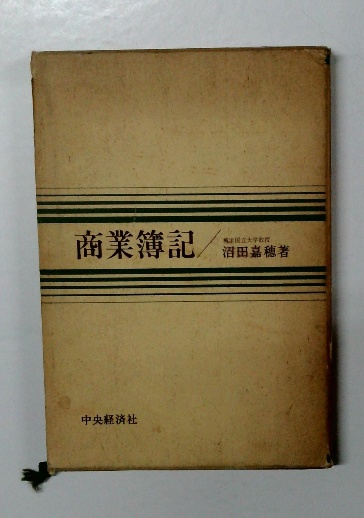 商業簿記／
横浜国立大学教授
沼田嘉穂著
中央経済社